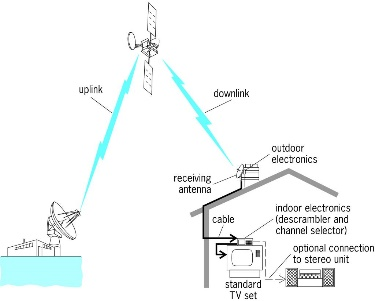 uplink
downlink
outdoor
electronics
receiving
antenna
cable
indoor electronics
(descrambler and
channel selector)
optional connection
to stereo unit
standard
TV set